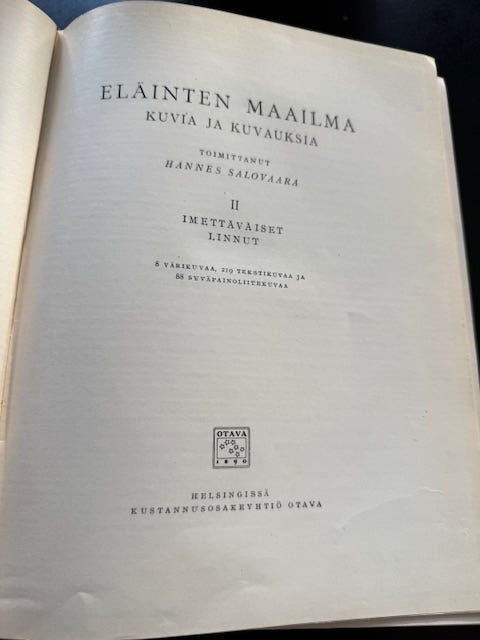 ELÄINTEN MAAILMA
KUVIA JA KUVAUKSIA
TOIMITTANUT
HANNES SALOVAARA
II
IMETTÄVÄISET
LINNUT
8 VÄRIKUVAA, 219 TEKSTIKUVAA JA
88 SYVÄPAINOLIITEKUVAA
OTAVA
1890
HELSINGISSÄ
KUSTANNUSOSAKEYHTIÖ OTAVA